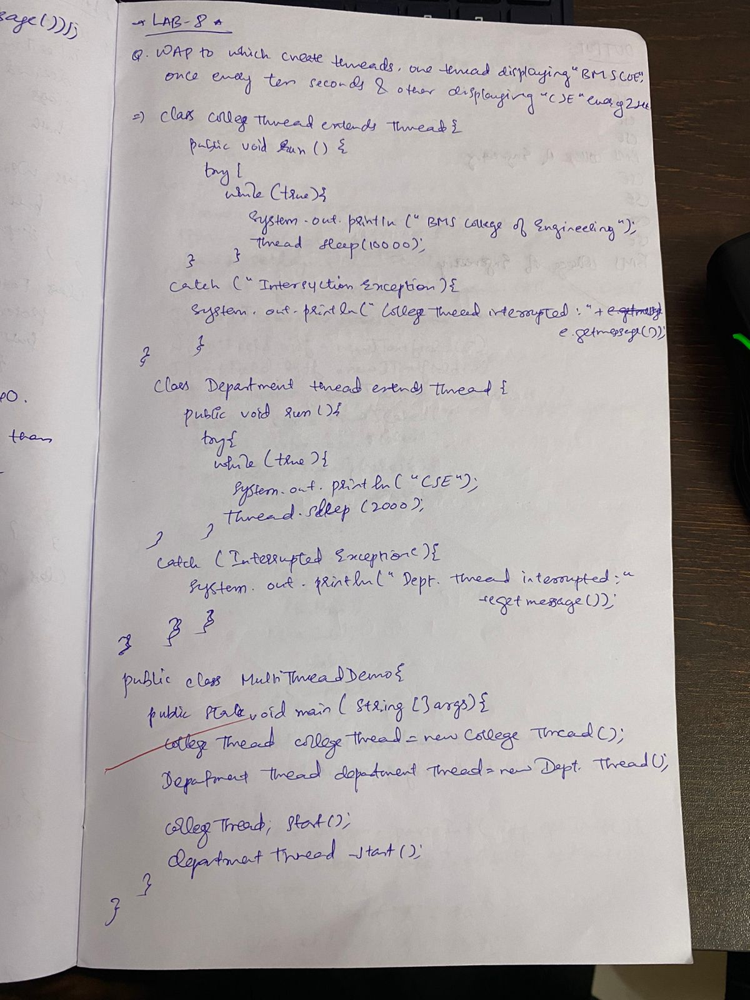 sage());
→ LAB-8 *
Q. WAP to which create threads, one thread displaying "BMSCOE",
once every ten seconds & other displaying "CSE" every 2 sec
=) class college Thread extends Thread {
public void run () {
try {
while (true) {
System.out.println (" BMS College of Engineering");
Thread sleep(10000);
} }
catch (" Interruction Exception) {
System.out.println(" College Thread interrupted : " + e.getmessg
e.getmessage());
} }
class Department thread extends Thread {
public void run () {
try {
while (true) {
System.out.println ("CSE");
Thread.sleep (2000);
} }
catch (Interrupted Exception e) {
System.out.println (" Dept. thread interrupted :"
+e getmessage());
} } }
public class MultiThreadDemo {
public static void main (String [] args) {
College Thread college Thread = new College Thread ();
Department Thread department Thread = new Dept. Thread ();
college Thread; start ();
department thread start ();
}
}
than